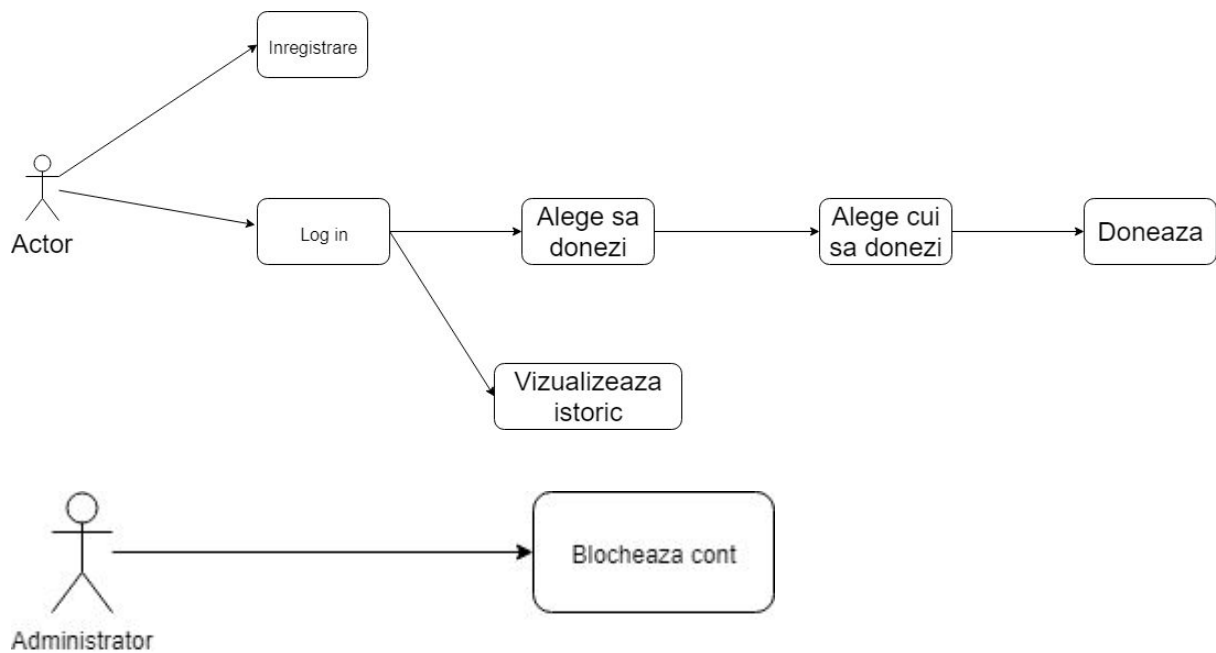 Inregistrare
Actor
Log in
Alege sa
donezi
Alege cui
sa donezi
Doneaza
Vizualizeaza
istoric
Blocheaza cont
Administrator